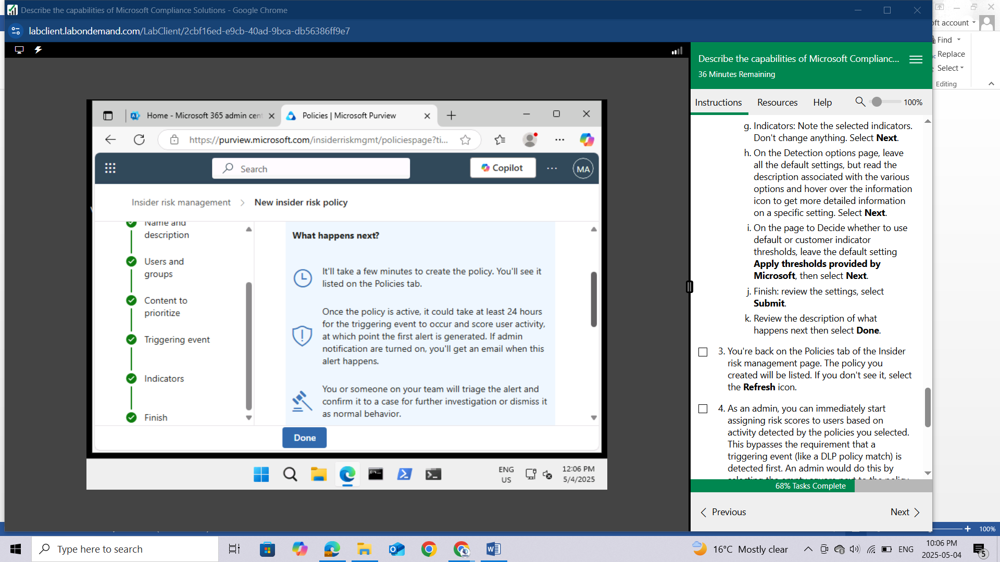 Describe the capabilities of Microsoft Compliance Solutions - Google Chrome
labclient.labondemand.com/LabClient/2cbf16ed-e9cb-40ad-9bca-db56386ff9e7
Home - Microsoft 365 admin cent
Policies | Microsoft Purview
https://purview.microsoft.com/insiderriskmgmt/policiespage?ti...
Search
Copilot
MA
Insider risk management > New insider risk policy
Name and
description
Users and
groups
Content to
prioritize
Triggering event
Indicators
Finish
What happens next?
It'll take a few minutes to create the policy. You'll see it
listed on the Policies tab.
Once the policy is active, it could take at least 24 hours
for the triggering event to occur and score user activity,
at which point the first alert is generated. If admin
notification are turned on, you'll get an email when this
alert happens.
You or someone on your team will triage the alert and
confirm it to a case for further investigation or dismiss it
as normal behavior.
Done
ENG
US
12:06 PM
5/4/2025
Describe the capabilities of Microsoft Complianc...
36 Minutes Remaining
Instructions
Resources
Help
100%
g. Indicators: Note the selected indicators.
Don't change anything. Select Next.
h. On the Detection options page, leave
all the default settings, but read the
description associated with the various
options and hover over the information
icon to get more detailed information
on a specific setting. Select Next.
i. On the page to Decide whether to use
default or customer indicator
thresholds, leave the default setting
Apply thresholds provided by
Microsoft, then select Next.
j. Finish: review the settings, select
Submit.
k. Review the description of what
happens next then select Done.
3. You're back on the Policies tab of the Insider
risk management page. The policy you
created will be listed. If you don't see it, select
the Refresh icon.
4. As an admin, you can immediately start
assigning risk scores to users based on
activity detected by the policies you selected.
This bypasses the requirement that a
triggering event (like a DLP policy match) is
detected first. An admin would do this by
selecting the empty square next to the policy
68% Tasks Complete
Previous
Next
oft account
Find
Replace
Select
Editing
100%
Type here to search
16°C Mostly clear
ENG
10:06 PM
2025-05-04
5